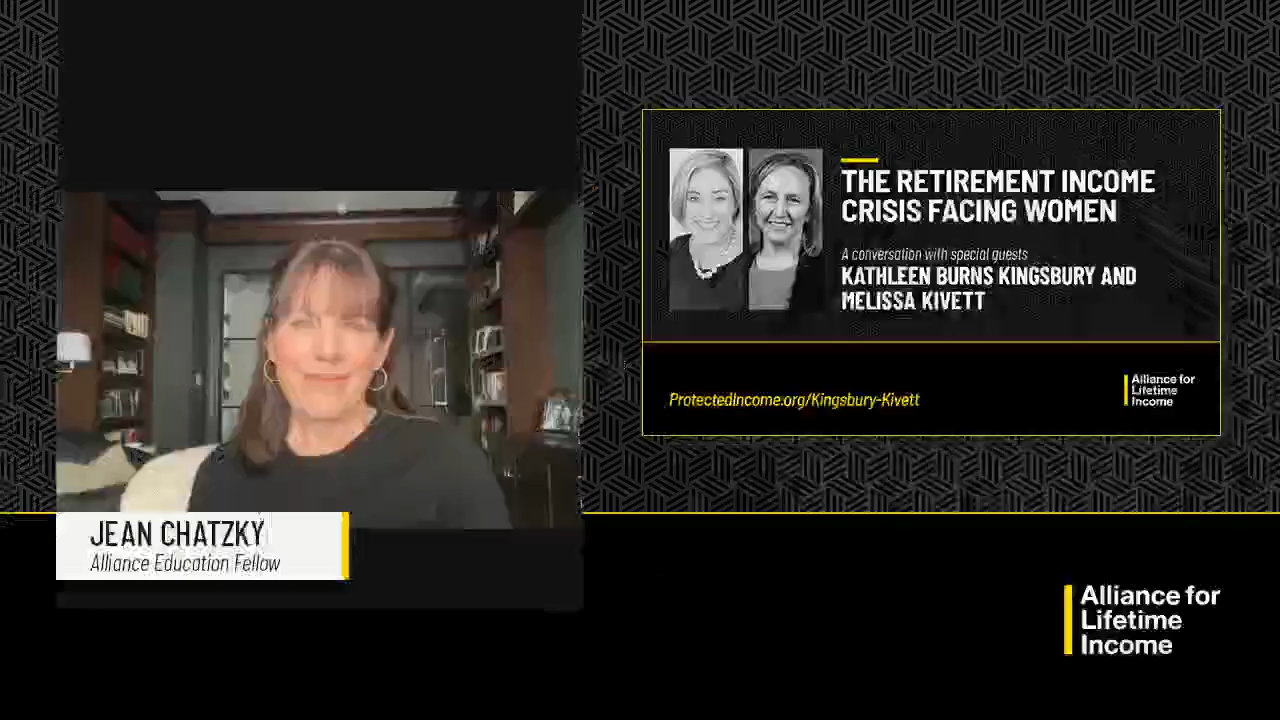 THE RETIREMENT INCOME
CRISIS FACING WOMEN
A conversation with special guests
KATHLEEN BURNS KINGSBURY AND
MELISSA KIVETT
ProtectedIncome.org/Kingsbury-Kivett
Alliance for
Lifetime
Income
JEAN CHATZKY
Alliance Education Fellow
Alliance for
Lifetime
Income